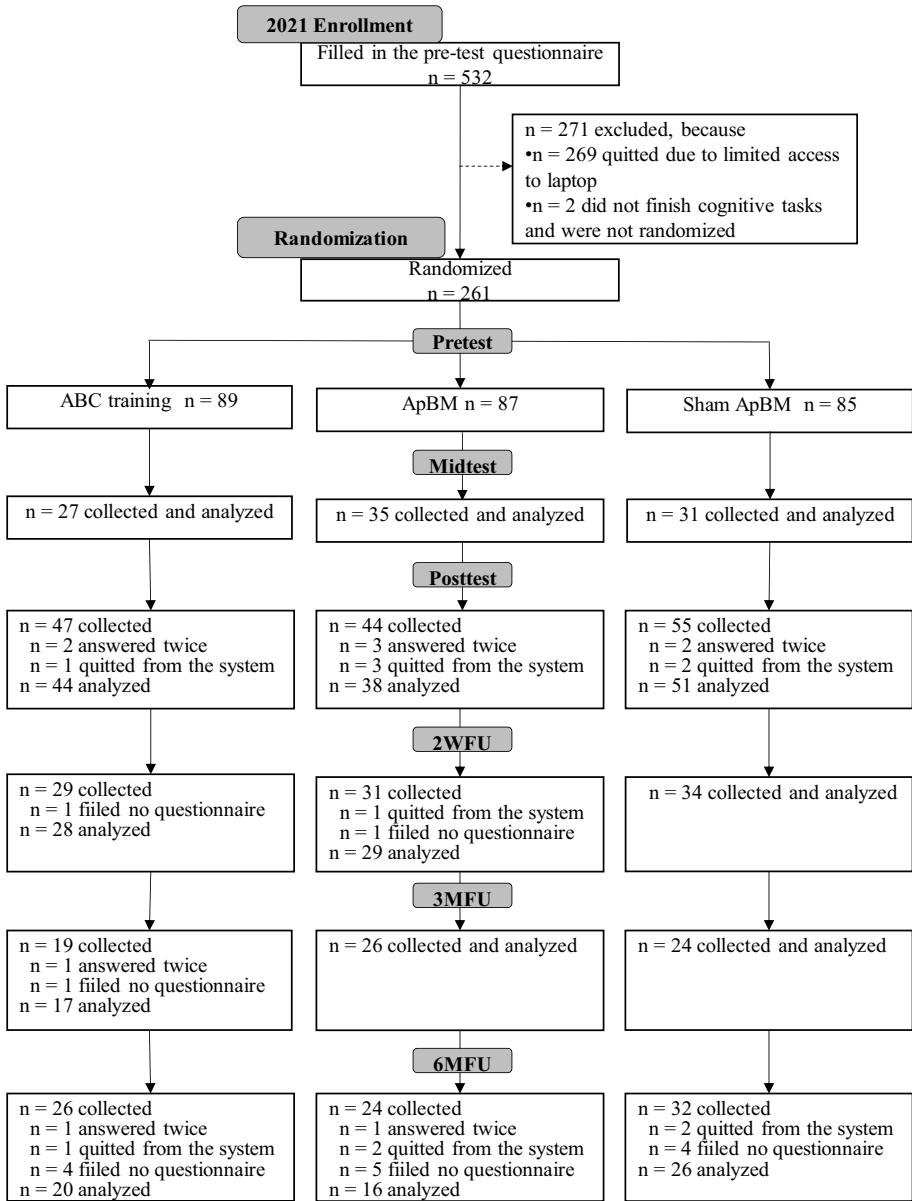 2021 Enrollment
Filled in the pre-test questionnaire
n = 532
n = 271 excluded, because
•n = 269 quitted due to limited access
to laptop
•n = 2 did not finish cognitive tasks
and were not randomized
Randomization
Randomized
n = 261
Pretest
ABC training n = 89
ApBM n = 87
Sham ApBM n = 85
Midtest
n = 27 collected and analyzed
n = 35 collected and analyzed
n = 31 collected and analyzed
Posttest
n = 47 collected
n = 2 answered twice
n = 1 quitted from the system
n = 44 analyzed
n = 44 collected
n = 3 answered twice
n = 3 quitted from the system
n = 38 analyzed
n = 55 collected
n = 2 answered twice
n = 2 quitted from the system
n = 51 analyzed
2WFU
n = 29 collected
n = 1 fiiled no questionnaire
n = 28 analyzed
n = 31 collected
n = 1 quitted from the system
n = 1 fiiled no questionnaire
n = 29 analyzed
n = 34 collected and analyzed
3MFU
n = 19 collected
n = 1 answered twice
n = 1 fiiled no questionnaire
n = 17 analyzed
n = 26 collected and analyzed
n = 24 collected and analyzed
6MFU
n = 26 collected
n = 1 answered twice
n = 1 quitted from the system
n = 4 fiiled no questionnaire
n = 20 analyzed
n = 24 collected
n = 1 answered twice
n = 2 quitted from the system
n = 5 fiiled no questionnaire
n = 16 analyzed
n = 32 collected
n = 2 quitted from the system
n = 4 fiiled no questionnaire
n = 26 analyzed